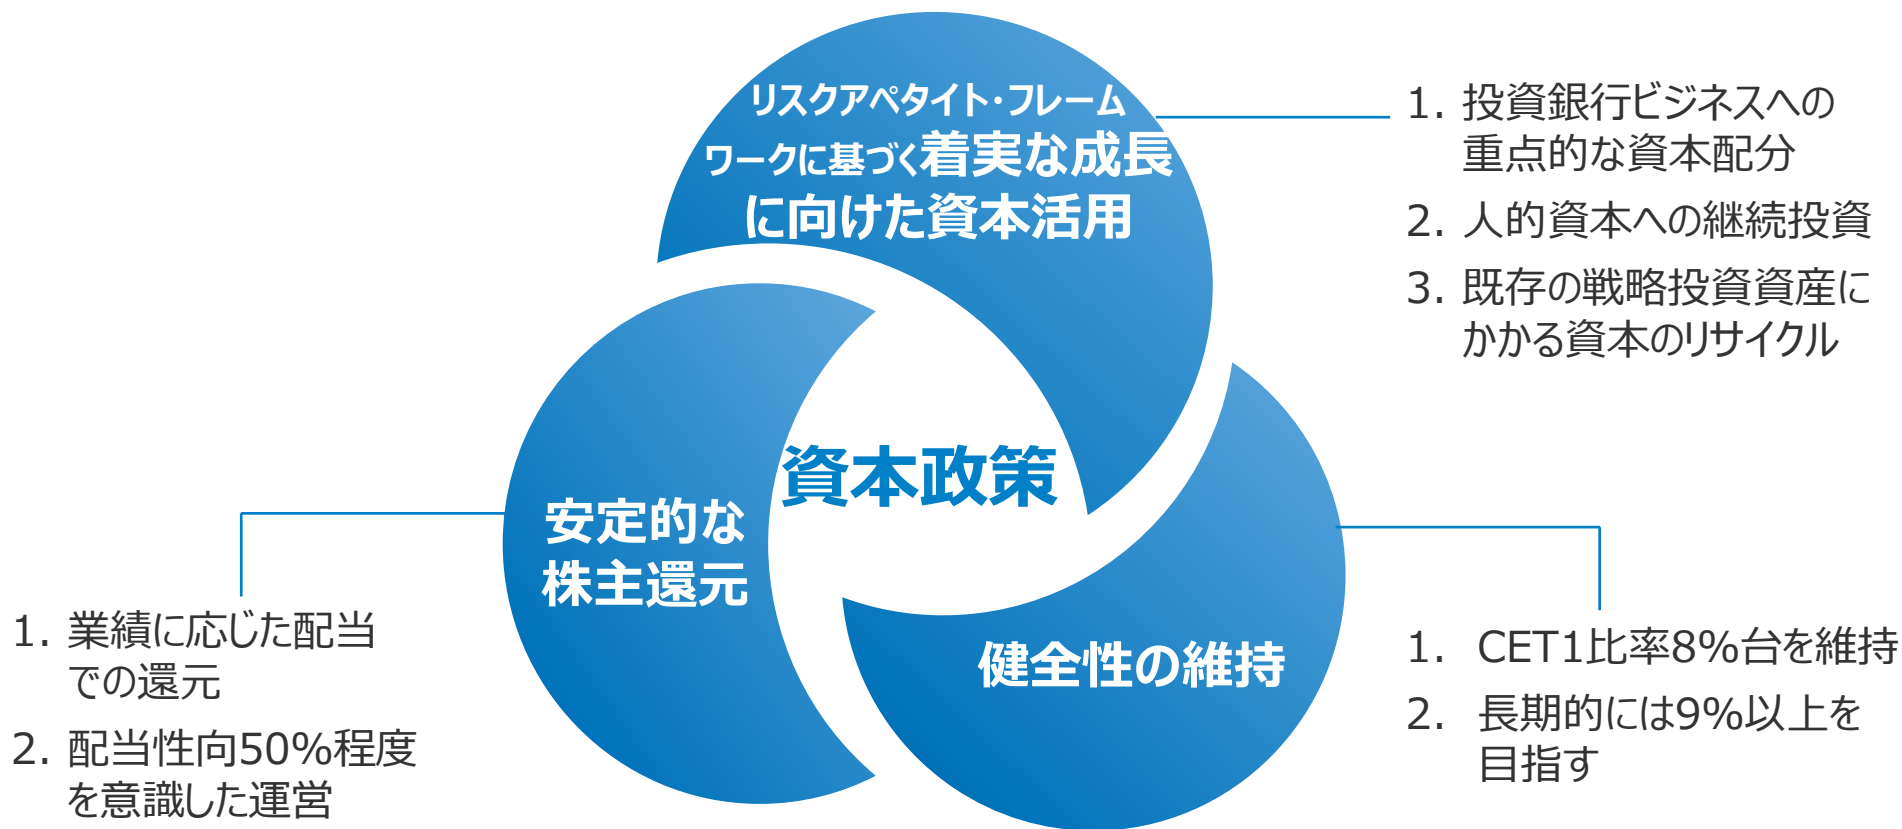 リスクアペタイト・フレーム
ワークに基づく着実な成長
に向けた資本活用
1. 投資銀行ビジネスへの
重点的な資本配分
2. 人的資本への継続投資
3. 既存の戦略投資資産に
かかる資本のリサイクル
資本政策
安定的な
株主還元
1. 業績に応じた配当
での還元
2. 配当性向50%程度
を意識した運営
健全性の維持
1. CET1比率8%台を維持
2. 長期的には9%以上を
目指す